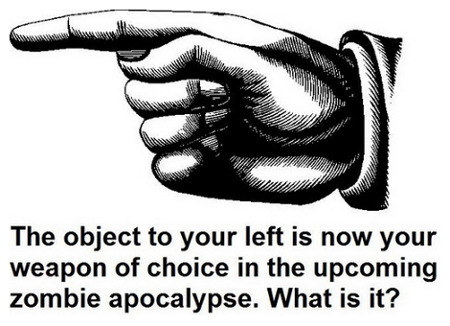 The object to your left is now your
weapon of choice in the upcoming
zombie apocalypse. What is it?